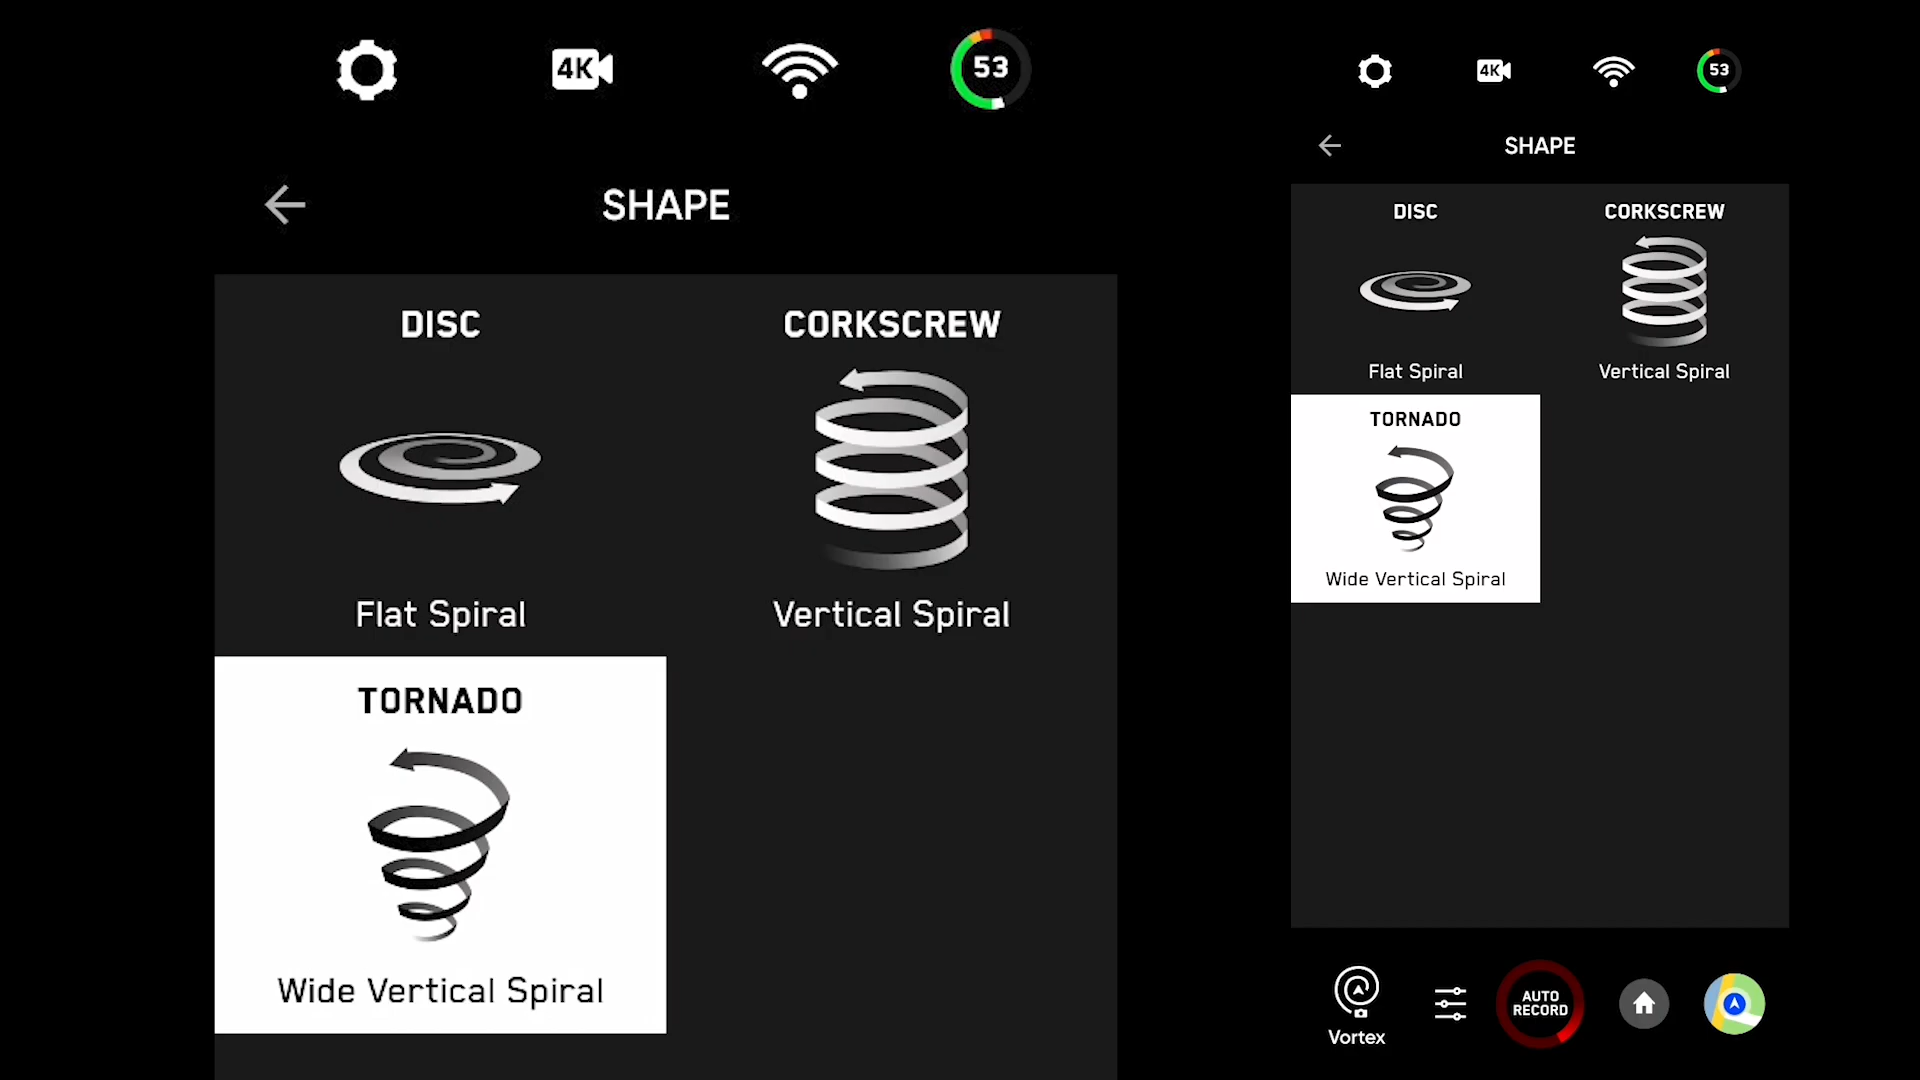 4K
53
SHAPE
DISC
CORKSCREW
Flat Spiral
Vertical Spiral
TORNADO
Wide Vertical Spiral
4K
53
SHAPE
DISC
CORKSCREW
Flat Spiral
Vertical Spiral
TORNADO
Wide Vertical Spiral
Vortex
AUTO
RECORD